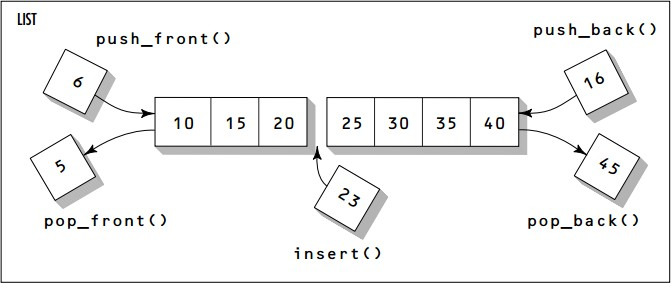 LIST
push_front()
push_back()
6
16
10 15 20 25 30 35 40
5
45
23
pop_front()
pop_back()
insert()